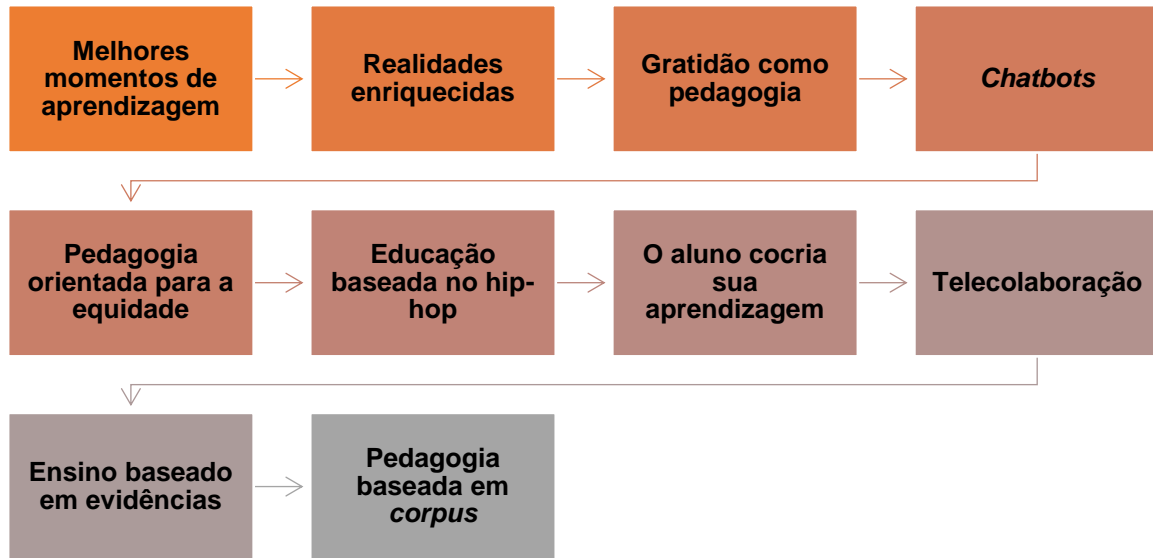 Melhores
momentos de
aprendizagem
Realidades
enriquecidas
Gratidão como
pedagogia
Chatbots
Pedagogia
orientada para a
equidade
Educação
baseada no hip-
hop
O aluno cocria
sua
aprendizagem
Telecolaboração
Ensino baseado
em evidências
Pedagogia
baseada em
corpus